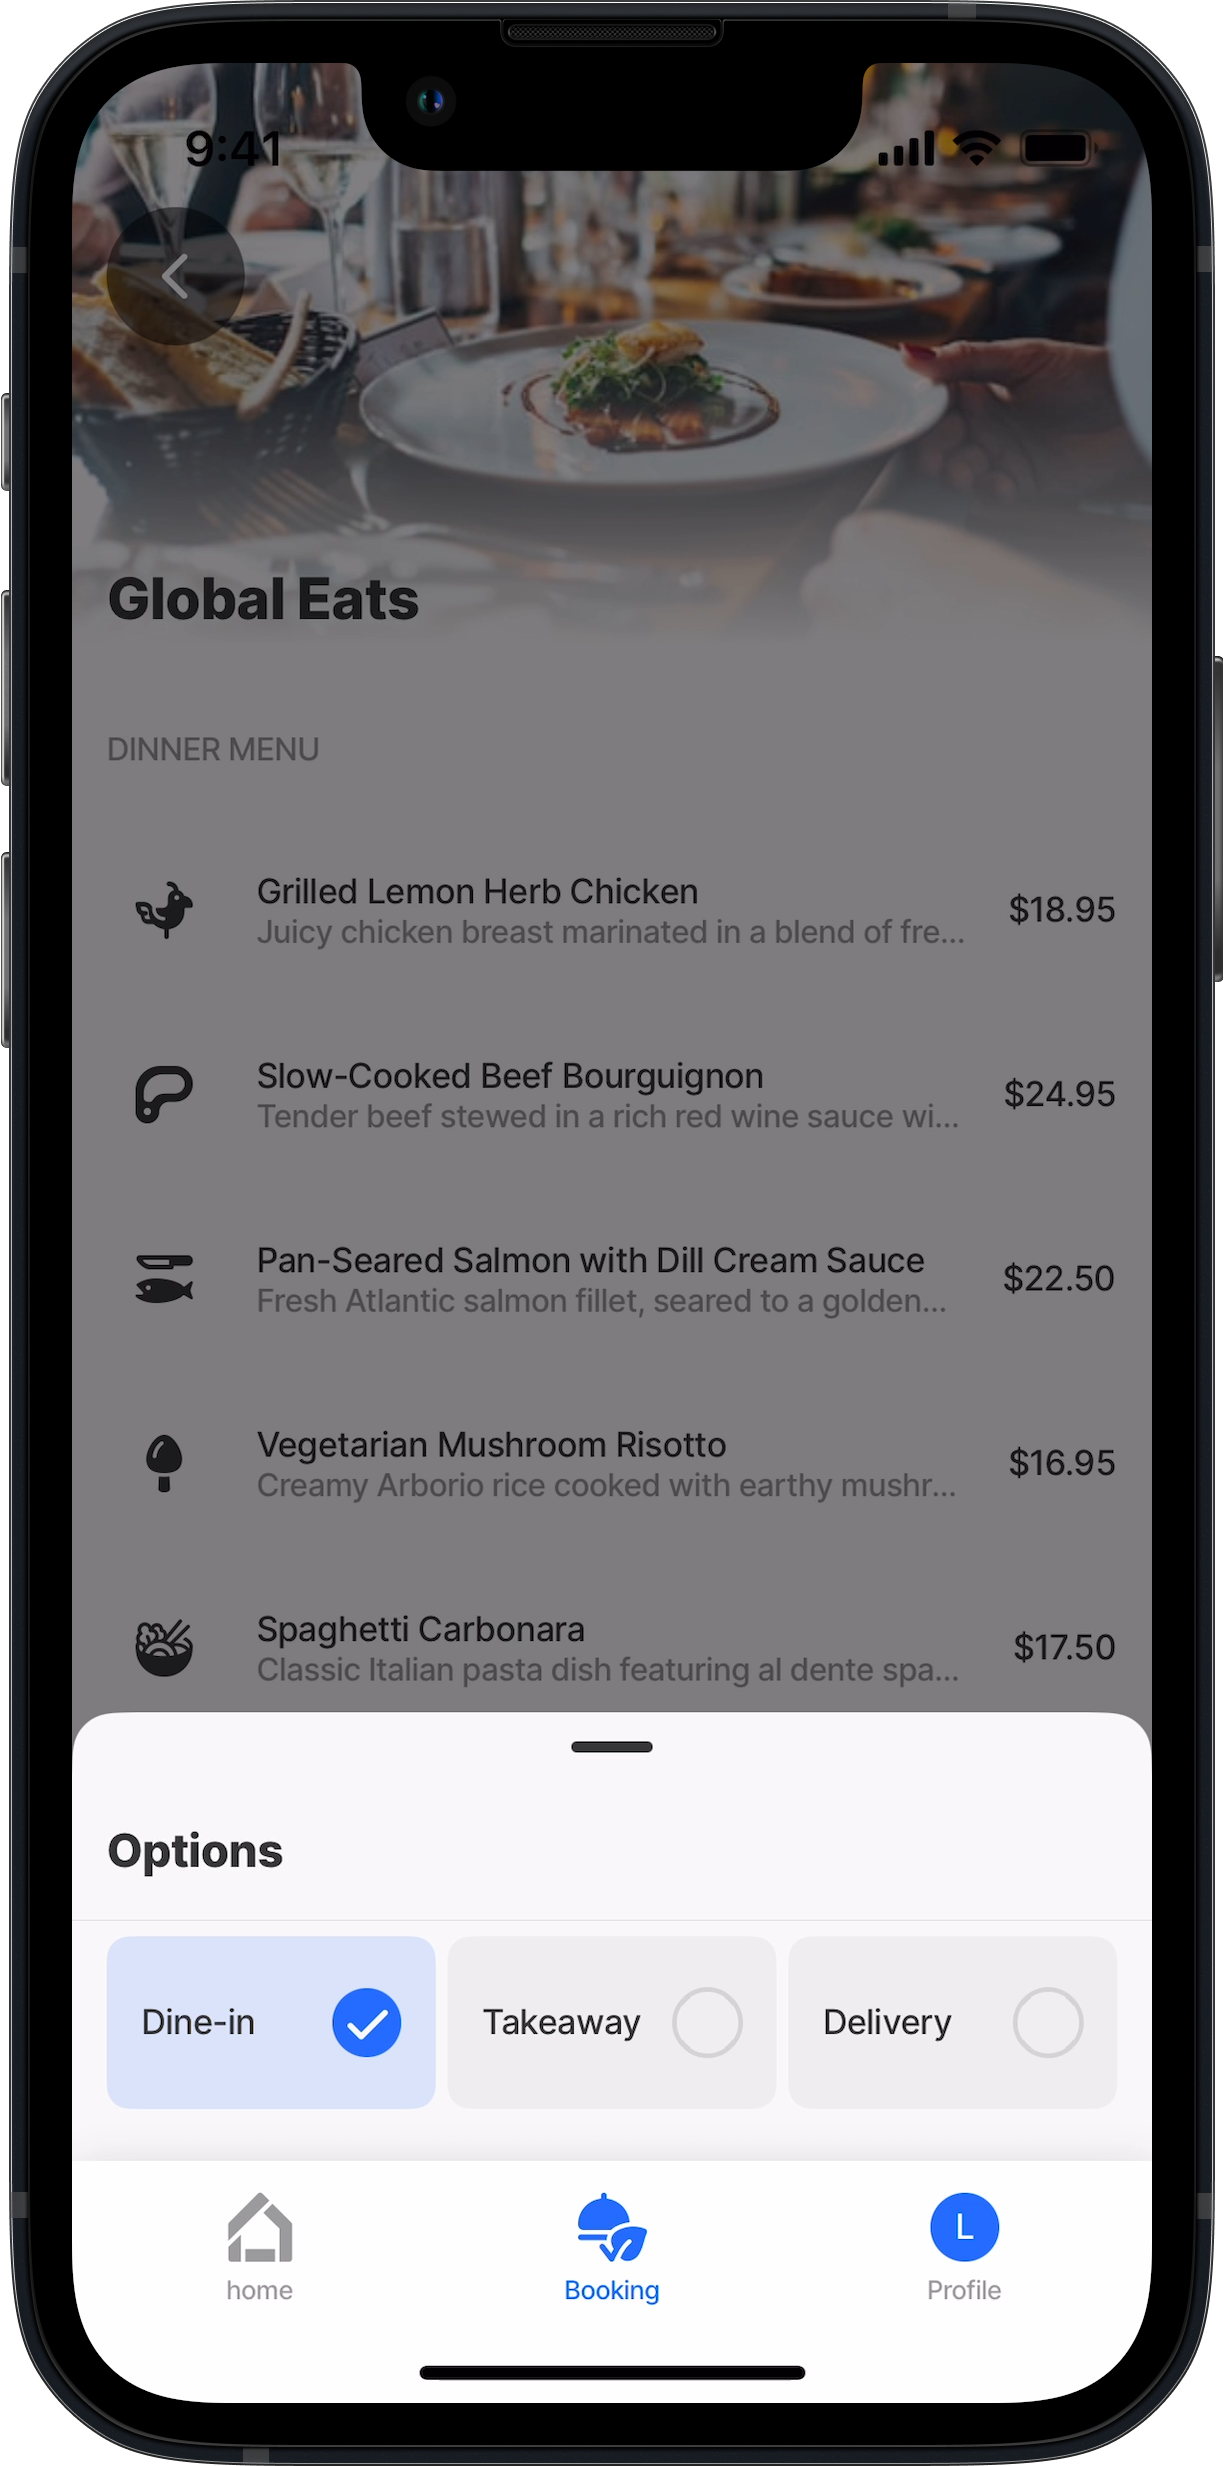 9:41
Global Eats
DINNER MENU
Grilled Lemon Herb Chicken
Juicy chicken breast marinated in a blend of fre...
$18.95
Slow-Cooked Beef Bourguignon
Tender beef stewed in a rich red wine sauce wi...
$24.95
Pan-Seared Salmon with Dill Cream Sauce
Fresh Atlantic salmon fillet, seared to a golden...
$22.50
Vegetarian Mushroom Risotto
Creamy Arborio rice cooked with earthy mushr...
$16.95
Spaghetti Carbonara
Classic Italian pasta dish featuring al dente spa...
$17.50
Options
Dine-in
Takeaway
Delivery
L
home
Booking
Profile